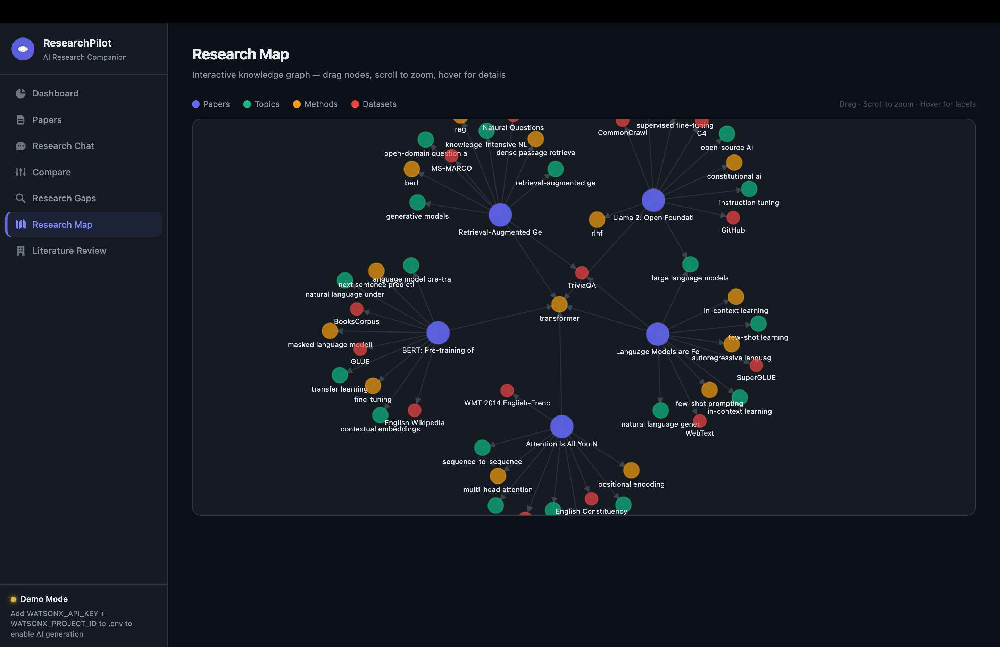 ResearchPilot
AI Research Companion
Dashboard
Papers
Research Chat
Compare
Research Gaps
Research Map
Literature Review
Demo Mode
Add WATSONX_API_KEY +
WATSONX_PROJECT_ID to .env to
enable AI generation
Research Map
Interactive knowledge graph — drag nodes, scroll to zoom, hover for details
Papers
Topics
Methods
Datasets
Drag · Scroll to zoom · Hover for labels
rag
Natural Questions
knowledge-intensive NL
open-domain question a
dense passage retrieva
MS-MARCO
bert
retrieval-augmented ge
generative models
Retrieval-Augmented Ge
supervised fine-tuning
CommonCrawl
C4
open-source AI
constitutional ai
instruction tuning
Llama 2: Open Foundati
GitHub
rlhf
large language models
TriviaQA
transformer
language model pre-tra
next sentence predicti
natural language under
BooksCorpus
masked language modeli
BERT: Pre-training of
GLUE
transfer learning
fine-tuning
English Wikipedia
contextual embeddings
in-context learning
few-shot learning
Language Models are Fe
autoregressive languag
SuperGLUE
few-shot prompting
in-context learning
natural language gener
WebText
WMT 2014 English-Frenc
Attention Is All You N
sequence-to-sequence
multi-head attention
positional encoding
English Constituency